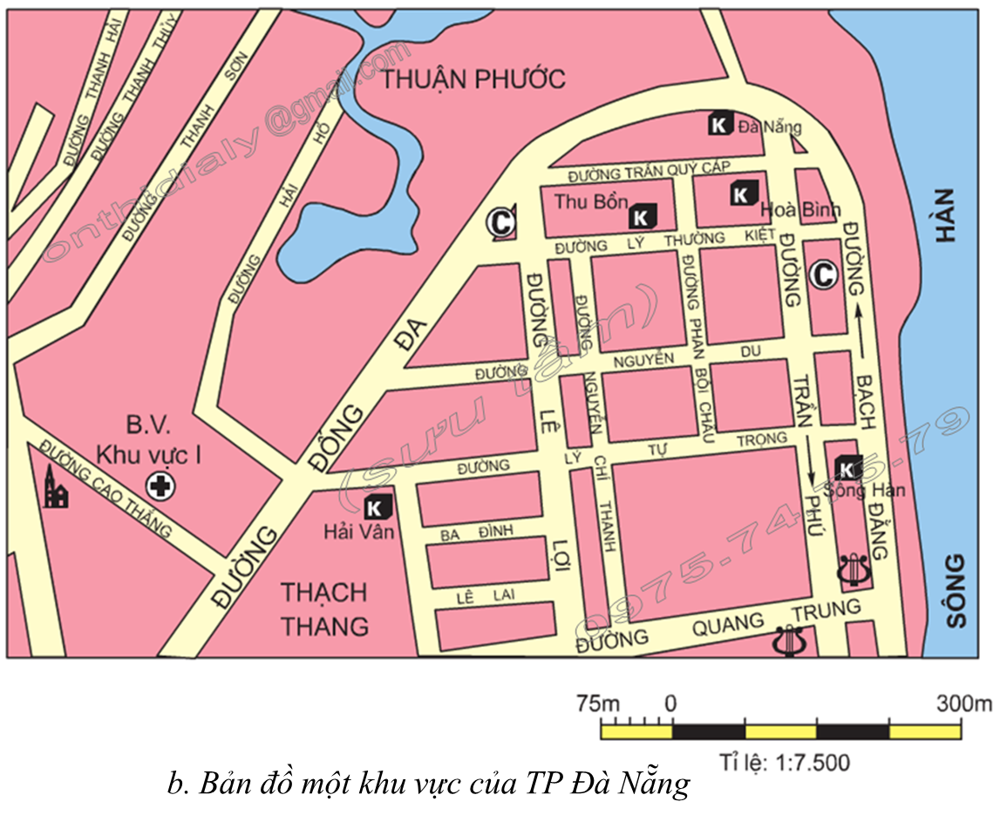 ĐƯỜNG THANH HẢI
ĐƯỜNG THANH THỦY
ĐƯỜNG THANH SƠN
ĐƯỜNG HẢI HỒ
onthidialy @gmail.com
THUẬN PHƯỚC
K Đà Nẵng
ĐƯỜNG TRẦN QUÝ CÁP
Thu Bồn K
K Hoà Bình
C
ĐƯỜNG LÝ THƯỜNG KIỆT
C
HÀN
SÔNG
ĐƯỜNG ĐỐNG ĐA
ĐƯỜNG LÊ LỢI
ĐƯỜNG NGUYỄN CHÍ THANH
ĐƯỜNG PHAN BỘI CHÂU
ĐƯỜNG TRẦN PHÚ
ĐƯỜNG BẠCH ĐẰNG
ĐƯỜNG NGUYỄN DU
(sưu tầm)
B.V.
Khu vực I
ĐƯỜNG CAO THẮNG
ĐƯỜNG LÝ TỰ TRỌNG
K
Hải Vân
BA ĐÌNH
LÊ LAI
K
Sông Hàn
0975.74.75.79
THẠCH
THANG
ĐƯỜNG QUANG TRUNG
75m 0 300m
Tỉ lệ: 1:7.500
b. Bản đồ một khu vực của TP Đà Nẵng